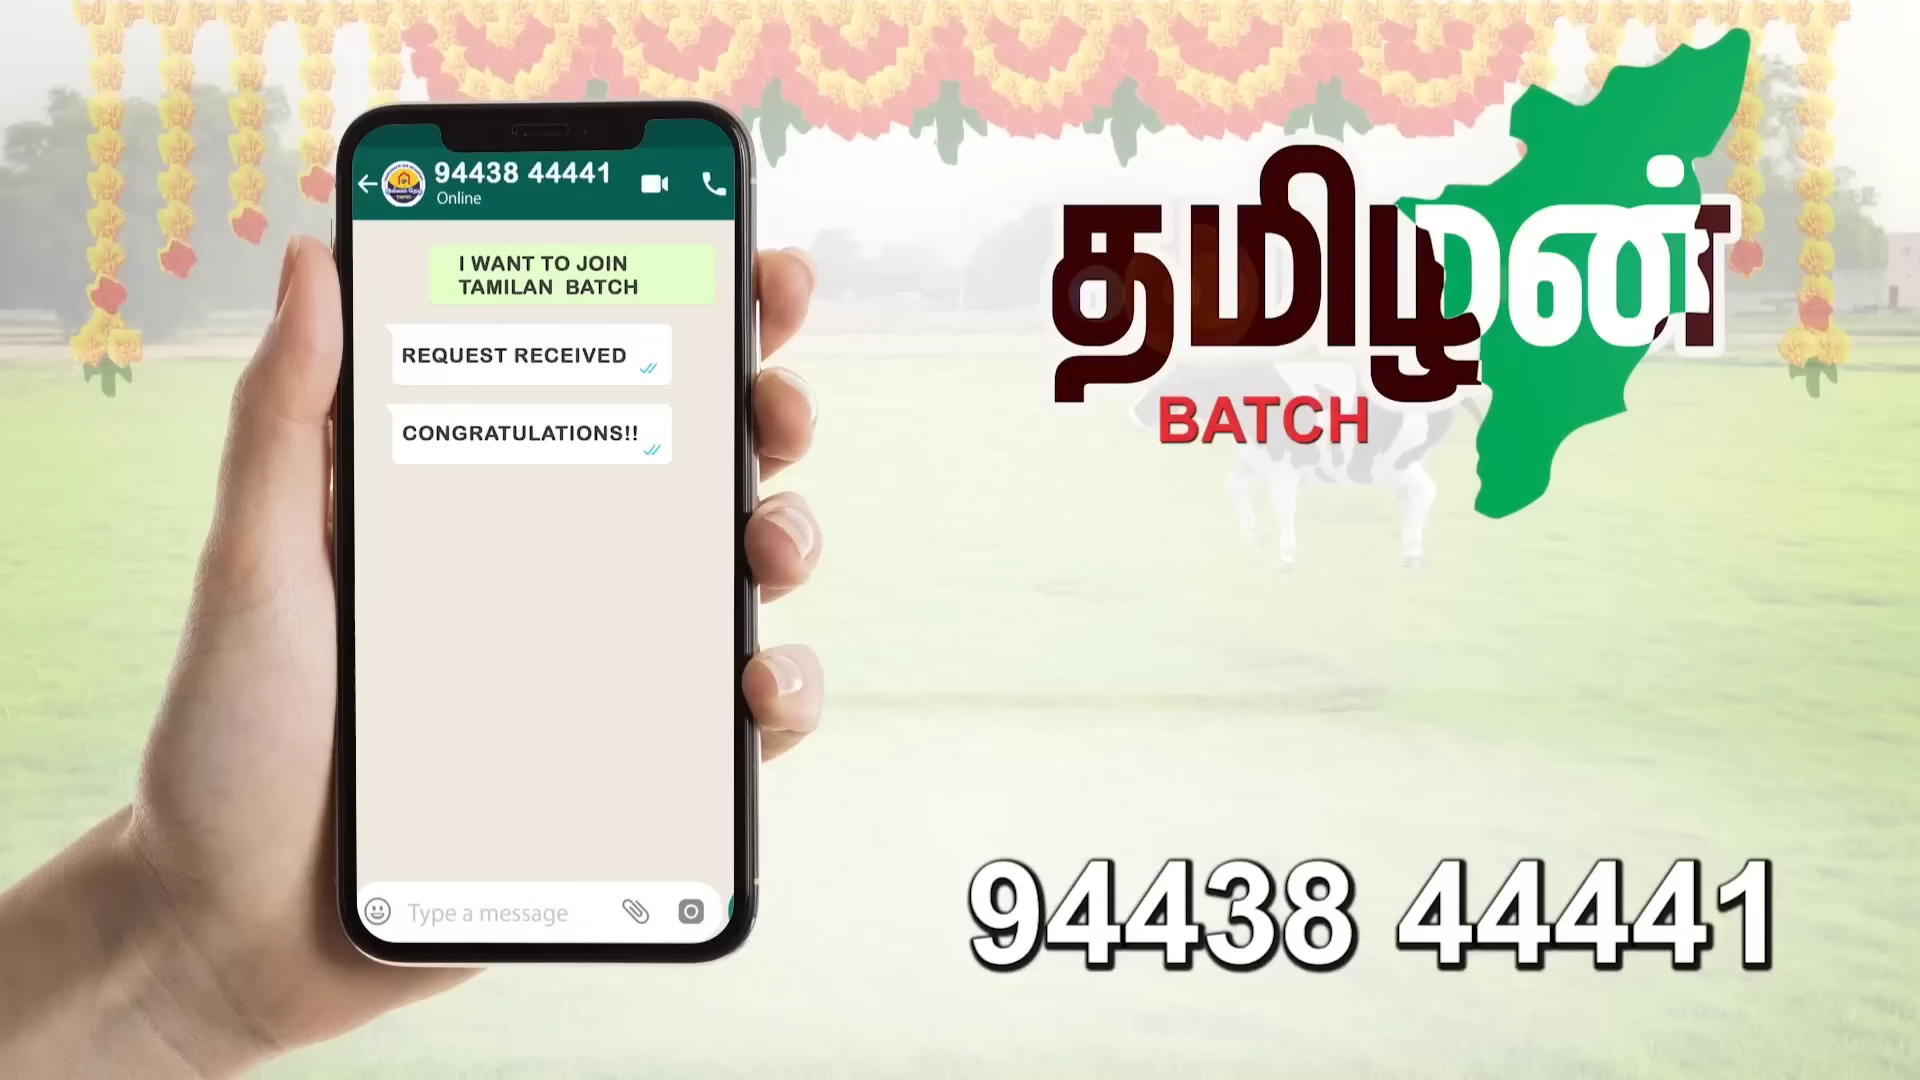 94438 44441
Online
I WANT TO JOIN
TAMILAN BATCH
REQUEST RECEIVED
CONGRATULATIONS!!
Type a message
தமிழன்
BATCH
94438 44441